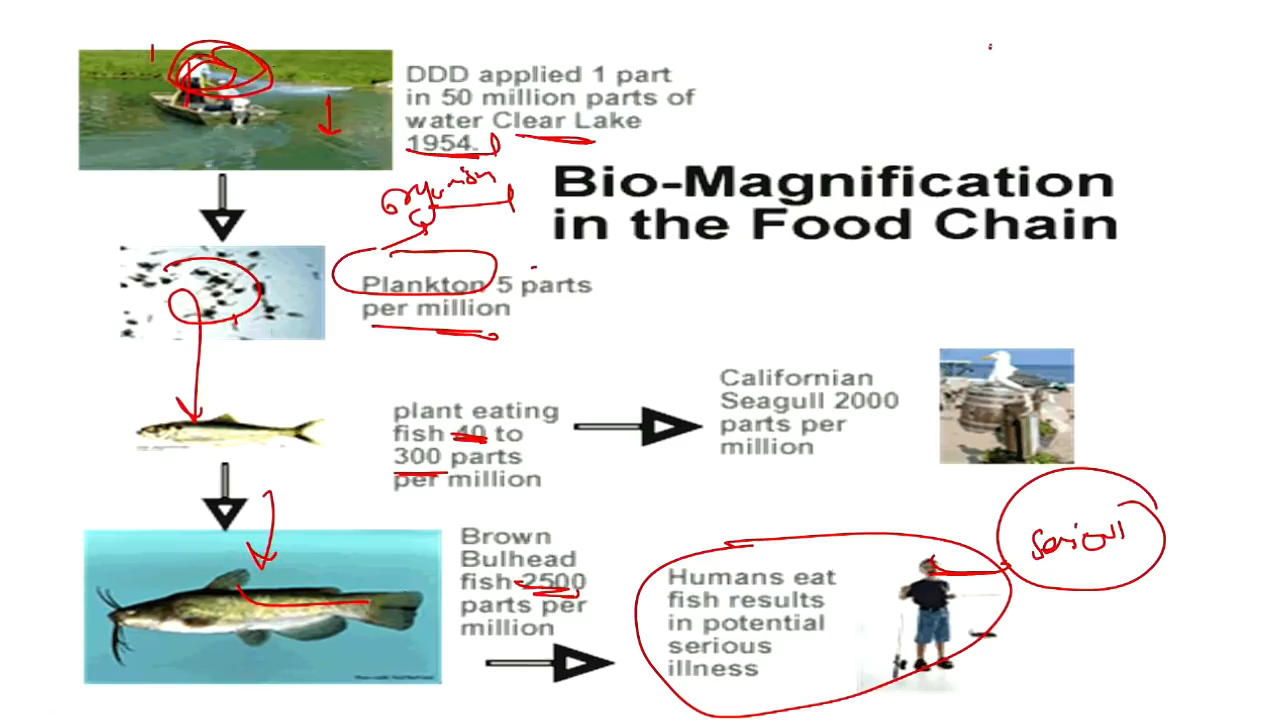 DDD applied 1 part
in 50 million parts of
water Clear Lake
1954.
Bio-Magnification
in the Food Chain
Plankton 5 parts
per million
plant eating
fish 40 to
300 parts
per million
Californian
Seagull 2000
parts per
million
Brown
Bulhead
fish 2500
parts per
million
Humans eat
fish results
in potential
serious
illness